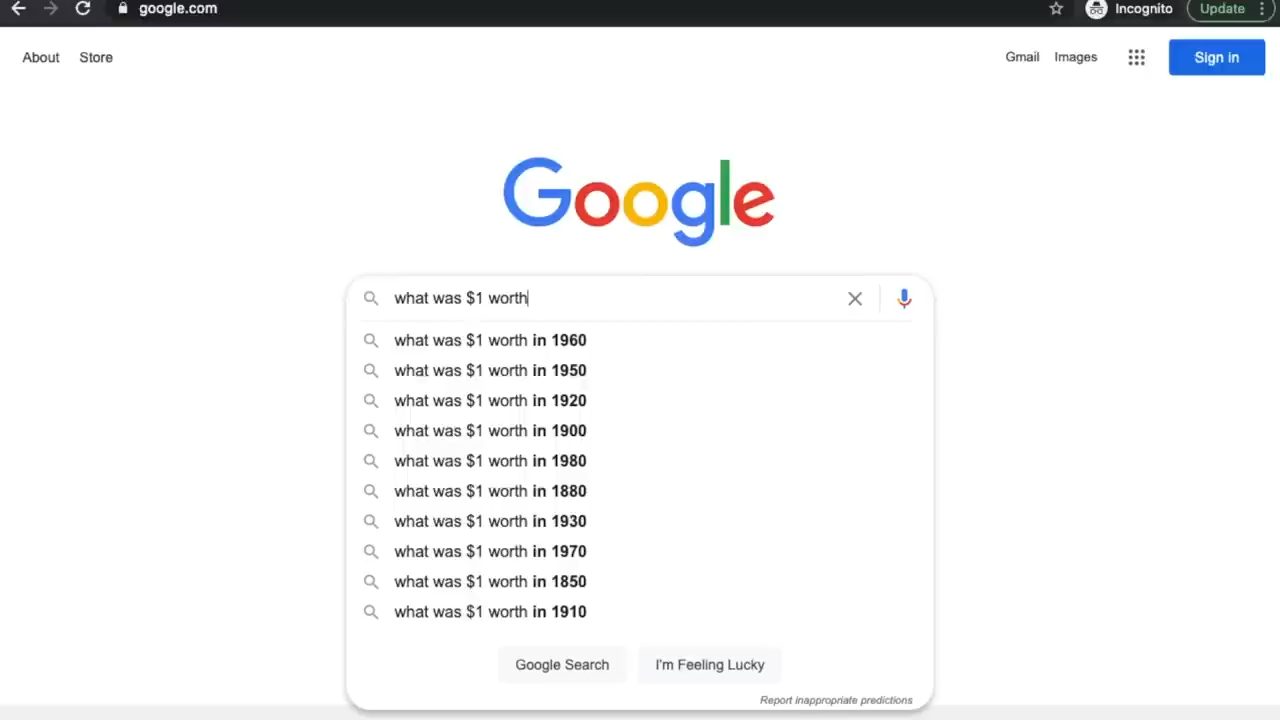 google.com
Incognito
Update
About Store
Gmail Images
Sign in
Google
what was $1 worth
what was $1 worth in 1960
what was $1 worth in 1950
what was $1 worth in 1920
what was $1 worth in 1900
what was $1 worth in 1980
what was $1 worth in 1880
what was $1 worth in 1930
what was $1 worth in 1970
what was $1 worth in 1850
what was $1 worth in 1910
Google Search
I'm Feeling Lucky
Report inappropriate predictions